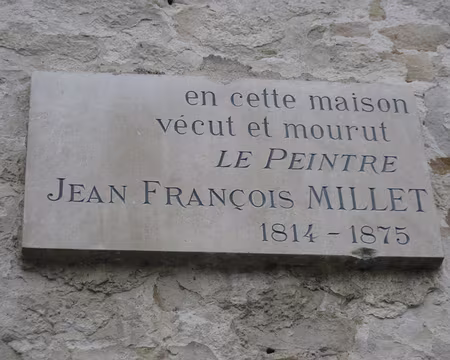 en cette maison
vécut et mourut
LE PEINTRE
JEAN FRANÇOIS MILLET
1814 - 1875